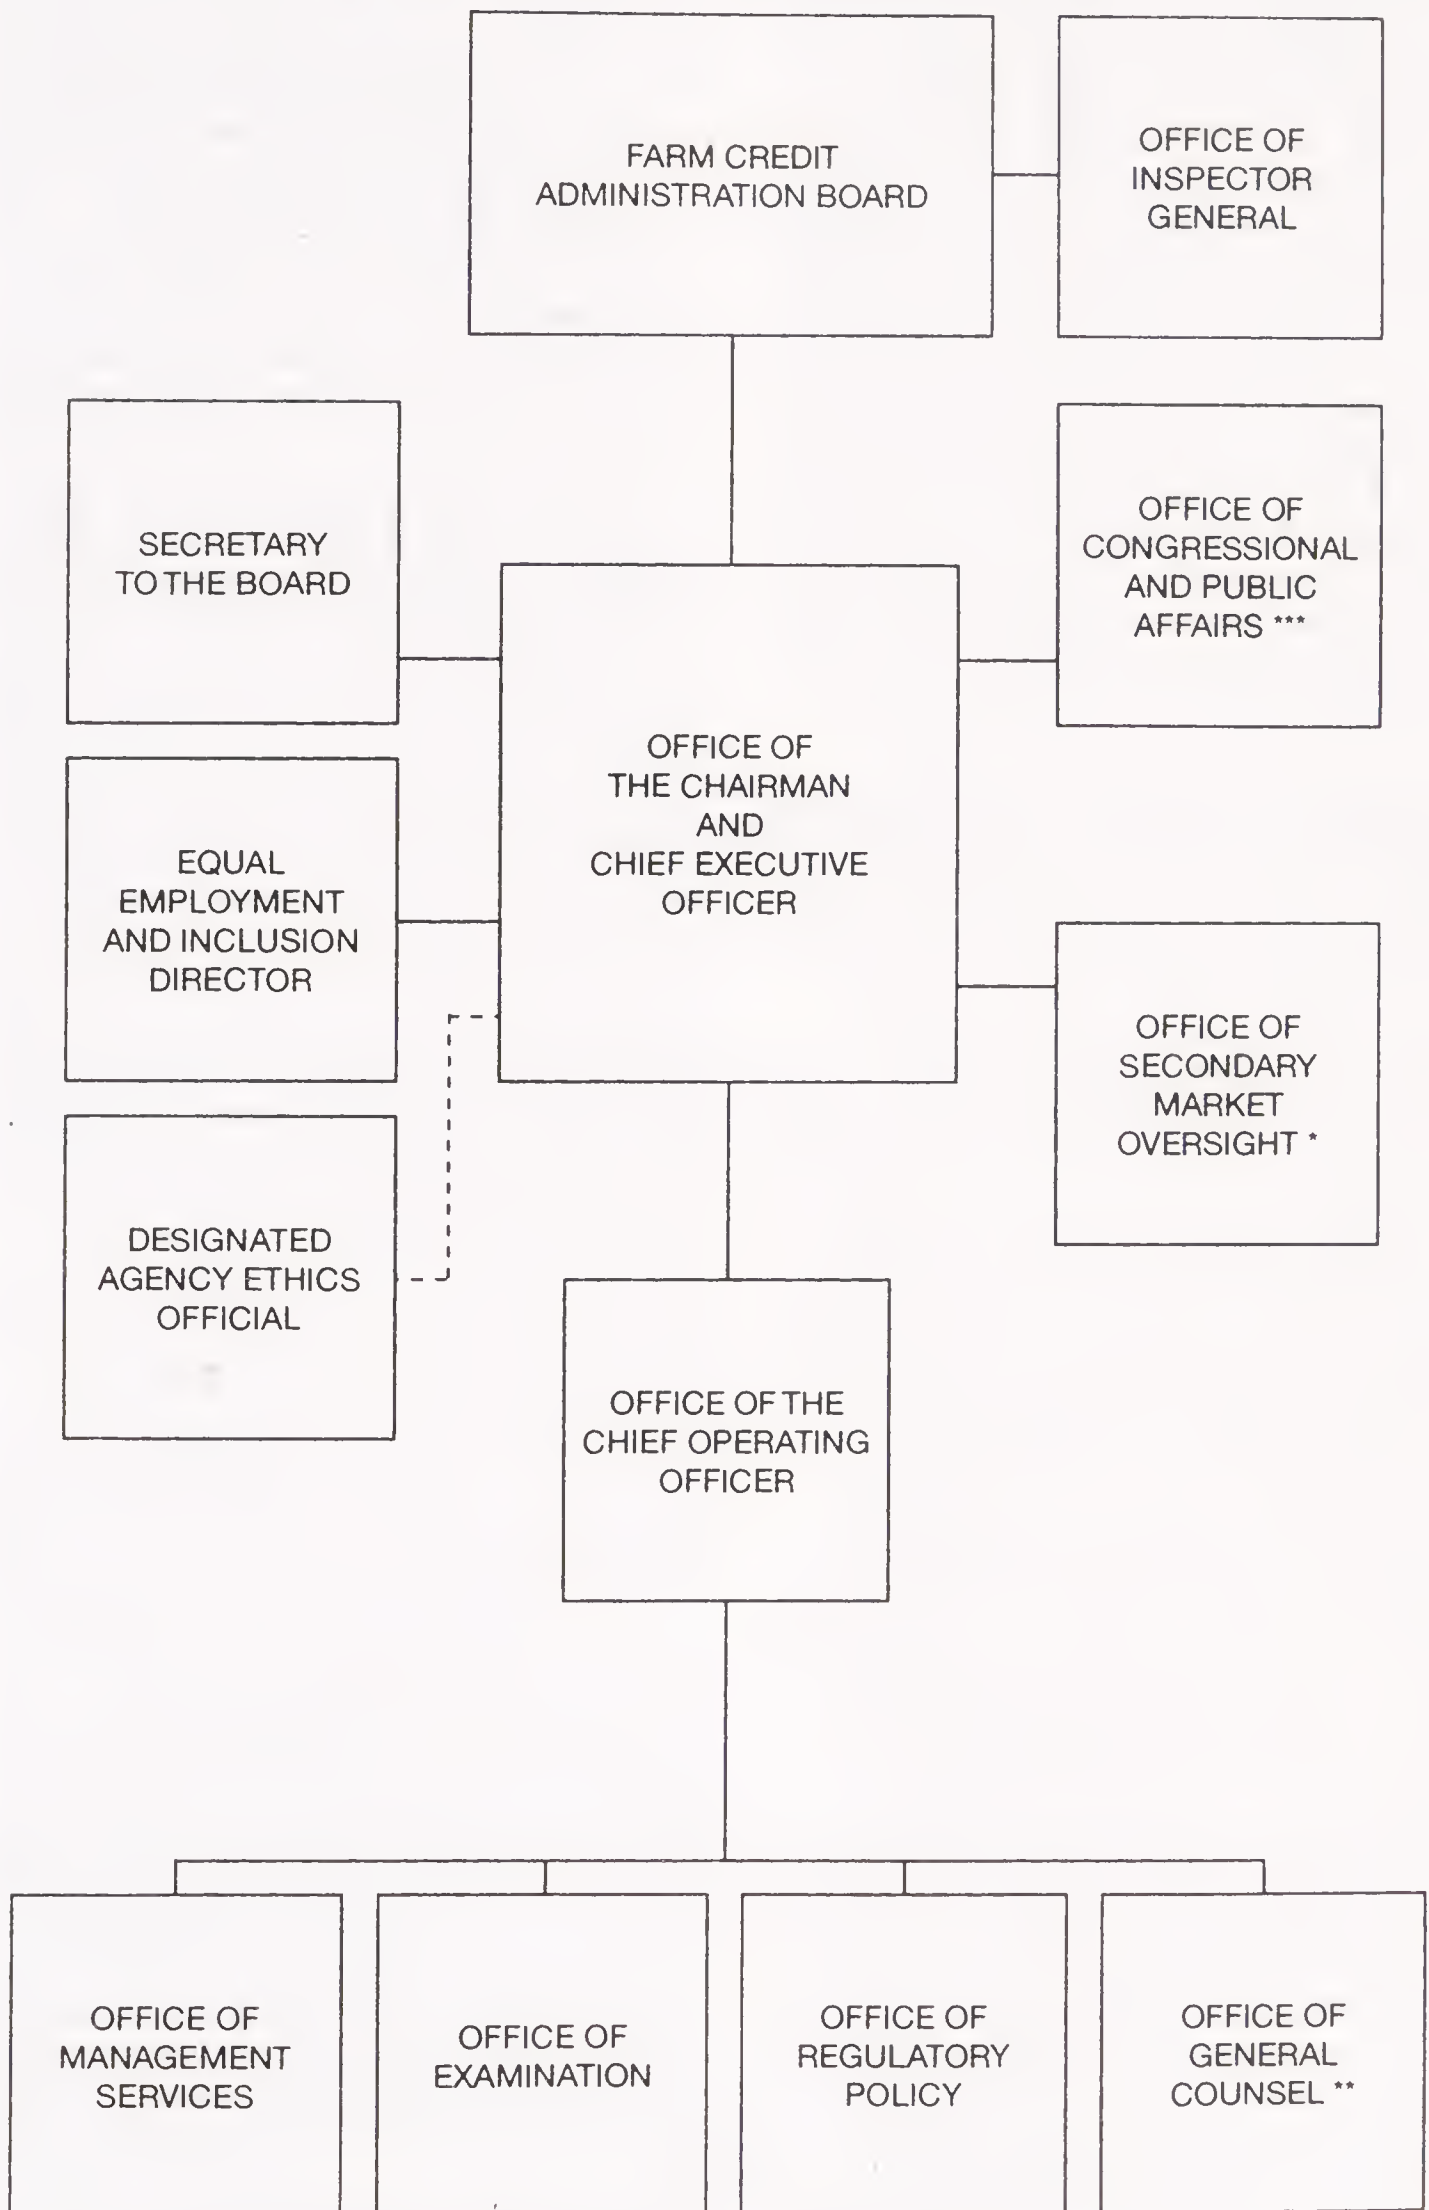 FARM CREDIT
ADMINISTRATION BOARD
OFFICE OF
INSPECTOR
GENERAL
SECRETARY
TO THE BOARD
OFFICE OF
CONGRESSIONAL
AND PUBLIC
AFFAIRS ***
OFFICE OF
THE CHAIRMAN
AND
CHIEF EXECUTIVE
OFFICER
EQUAL
EMPLOYMENT
AND INCLUSION
DIRECTOR
OFFICE OF
SECONDARY
MARKET
OVERSIGHT *
DESIGNATED
AGENCY ETHICS
OFFICIAL
OFFICE OF THE
CHIEF OPERATING
OFFICER
OFFICE OF
MANAGEMENT
SERVICES
OFFICE OF
EXAMINATION
OFFICE OF
REGULATORY
POLICY
OFFICE OF
GENERAL
COUNSEL **